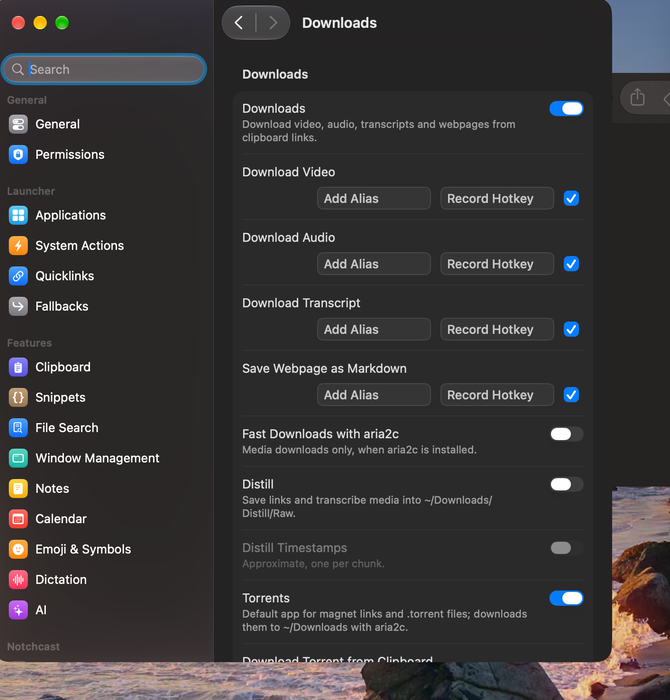 Downloads
Search
General
General
Permissions
Launcher
Applications
System Actions
Quicklinks
Fallbacks
Features
Clipboard
Snippets
File Search
Window Management
Notes
Calendar
Emoji & Symbols
Dictation
AI
Notchcast
Downloads
Downloads
Download video, audio, transcripts and webpages from
clipboard links.
Download Video
Add Alias
Record Hotkey
Download Audio
Add Alias
Record Hotkey
Download Transcript
Add Alias
Record Hotkey
Save Webpage as Markdown
Add Alias
Record Hotkey
Fast Downloads with aria2c
Media downloads only, when aria2c is installed.
Distill
Save links and transcribe media into ~/Downloads/
Distill/Raw.
Distill Timestamps
Approximate, one per chunk.
Torrents
Default app for magnet links and .torrent files; downloads
them to ~/Downloads with aria2c.
Download Torrent from Clipboard